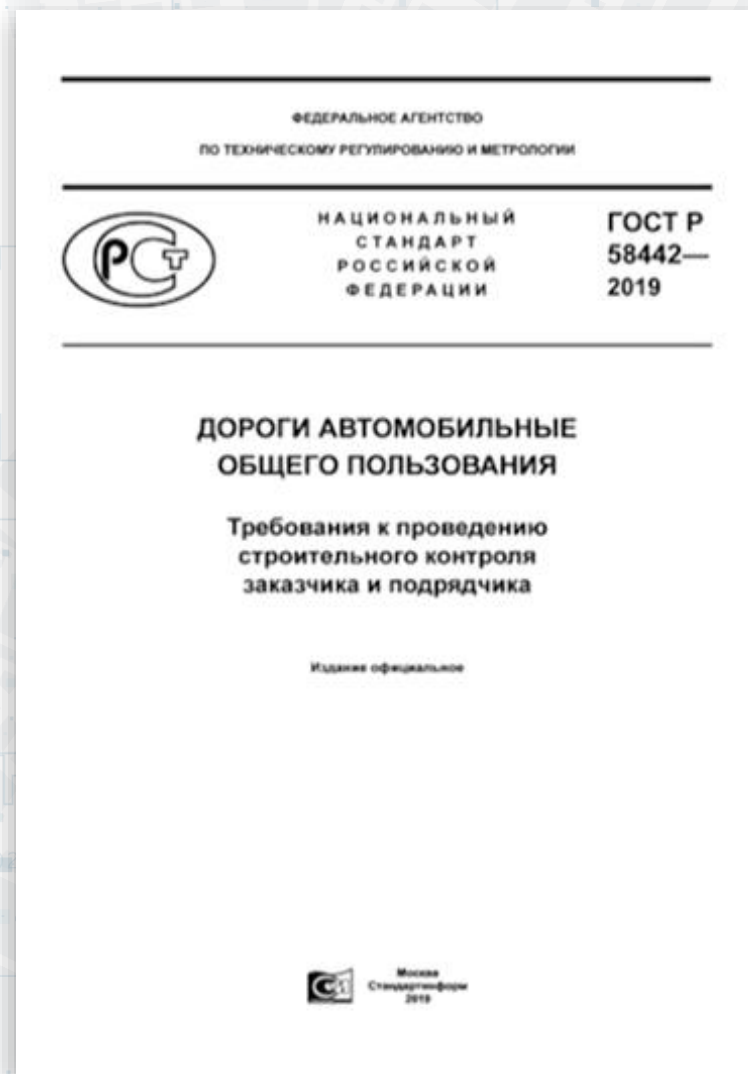 ФЕДЕРАЛЬНОЕ АГЕНТСТВО
ПО ТЕХНИЧЕСКОМУ РЕГУЛИРОВАНИЮ И МЕТРОЛОГИИ
НАЦИОНАЛЬНЫЙ
СТАНДАРТ
РОССИЙСКОЙ
ФЕДЕРАЦИИ
ГОСТ Р
58442—
2019
ДОРОГИ АВТОМОБИЛЬНЫЕ
ОБЩЕГО ПОЛЬЗОВАНИЯ
Требования к проведению
строительного контроля
заказчика и подрядчика
Издание официальное
Москва
Стандартинформ
2019